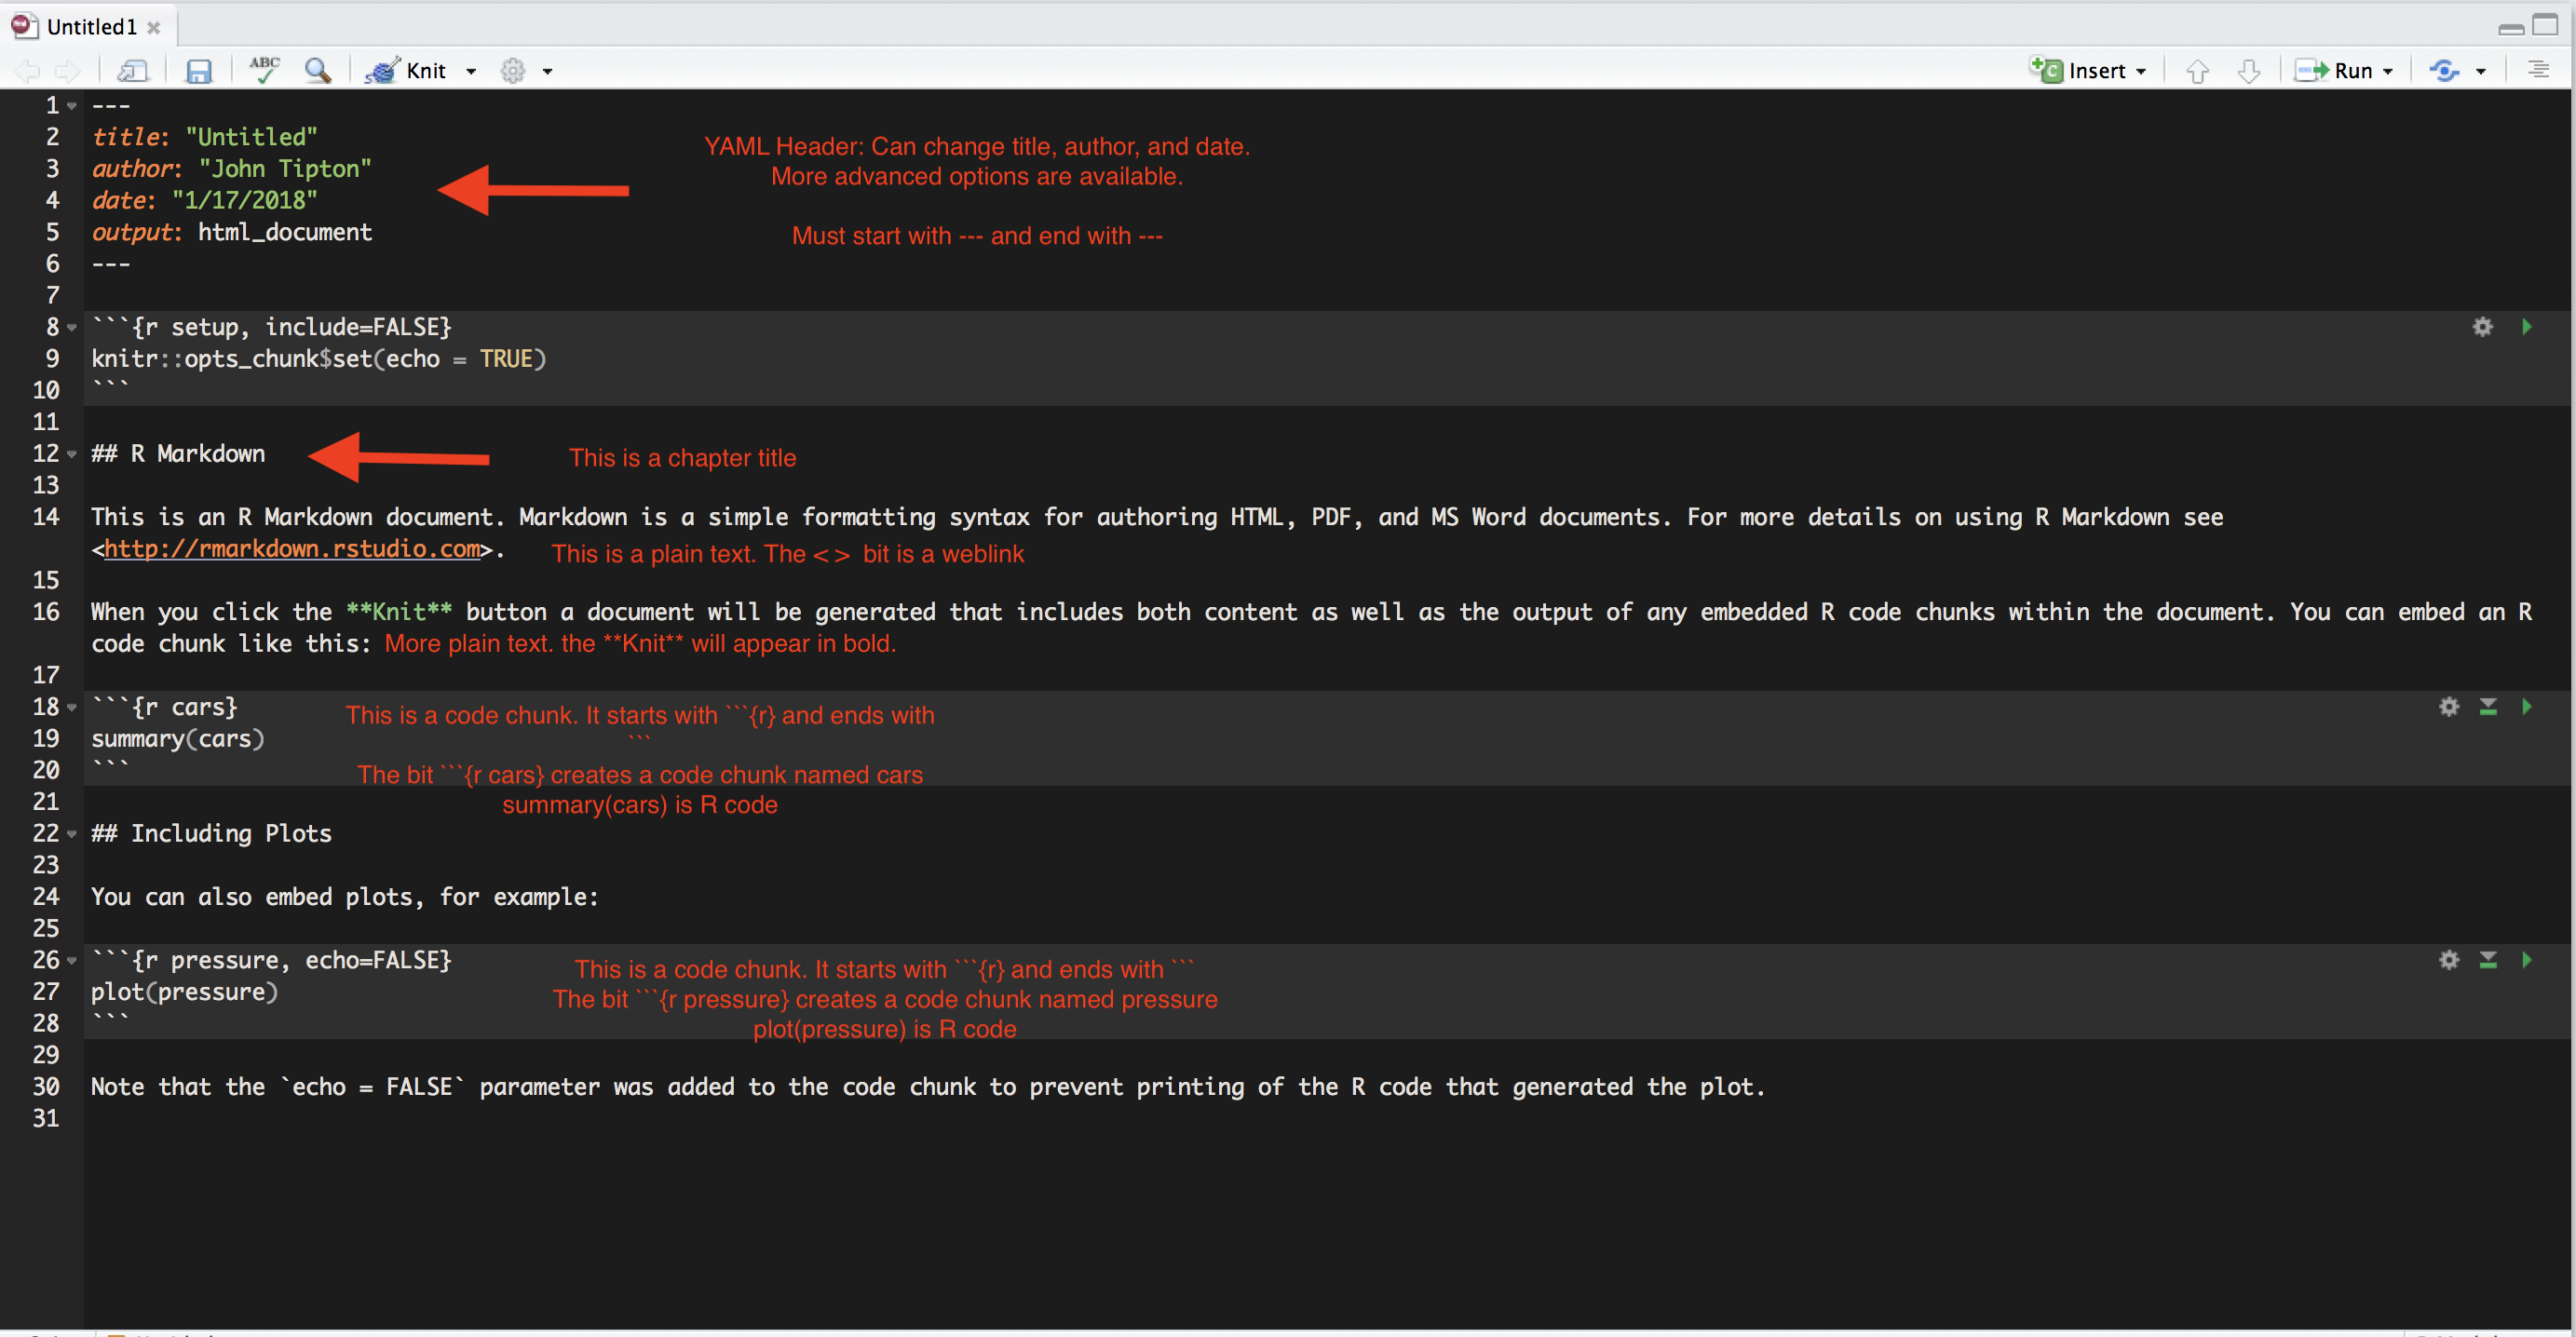 Untitled1
ABC Knit Insert Run
1 ---
2 title: "Untitled"
YAML Header: Can change title, author, and date.
3 author: "John Tipton"
More advanced options are available.
4 date: "1/17/2018"
5 output: html_document
Must start with --- and end with ---
6 ---
7
8 ```{r setup, include=FALSE}
9 knitr::opts_chunk$set(echo = TRUE)
10 ```
11
12 ## R Markdown
This is a chapter title
13
14 This is an R Markdown document. Markdown is a simple formatting syntax for authoring HTML, PDF, and MS Word documents. For more details on using R Markdown see
<http://rmarkdown.rstudio.com>.
This is a plain text. The < > bit is a weblink
15
16 When you click the **Knit** button a document will be generated that includes both content as well as the output of any embedded R code chunks within the document. You can embed an R
code chunk like this:
More plain text. the **Knit** will appear in bold.
17
18 ```{r cars}
This is a code chunk. It starts with ```{r} and ends with
```
19 summary(cars)
20 ```
The bit ```{r cars} creates a code chunk named cars
summary(cars) is R code
21
22 ## Including Plots
23
24 You can also embed plots, for example:
25
26 ```{r pressure, echo=FALSE}
This is a code chunk. It starts with ```{r} and ends with ```
27 plot(pressure)
The bit ```{r pressure} creates a code chunk named pressure
28 ```
plot(pressure) is R code
29
30 Note that the `echo = FALSE` parameter was added to the code chunk to prevent printing of the R code that generated the plot.
31